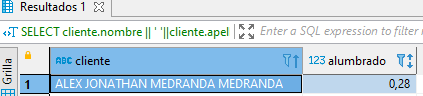 Resultados 1
SELECT cliente.nombre || ' '||cliente.apel
Enter a SQL expression to filter
Grilla
ABC cliente
123 alumbrado
1
ALEX JONATHAN MEDRANDA MEDRANDA
0,28